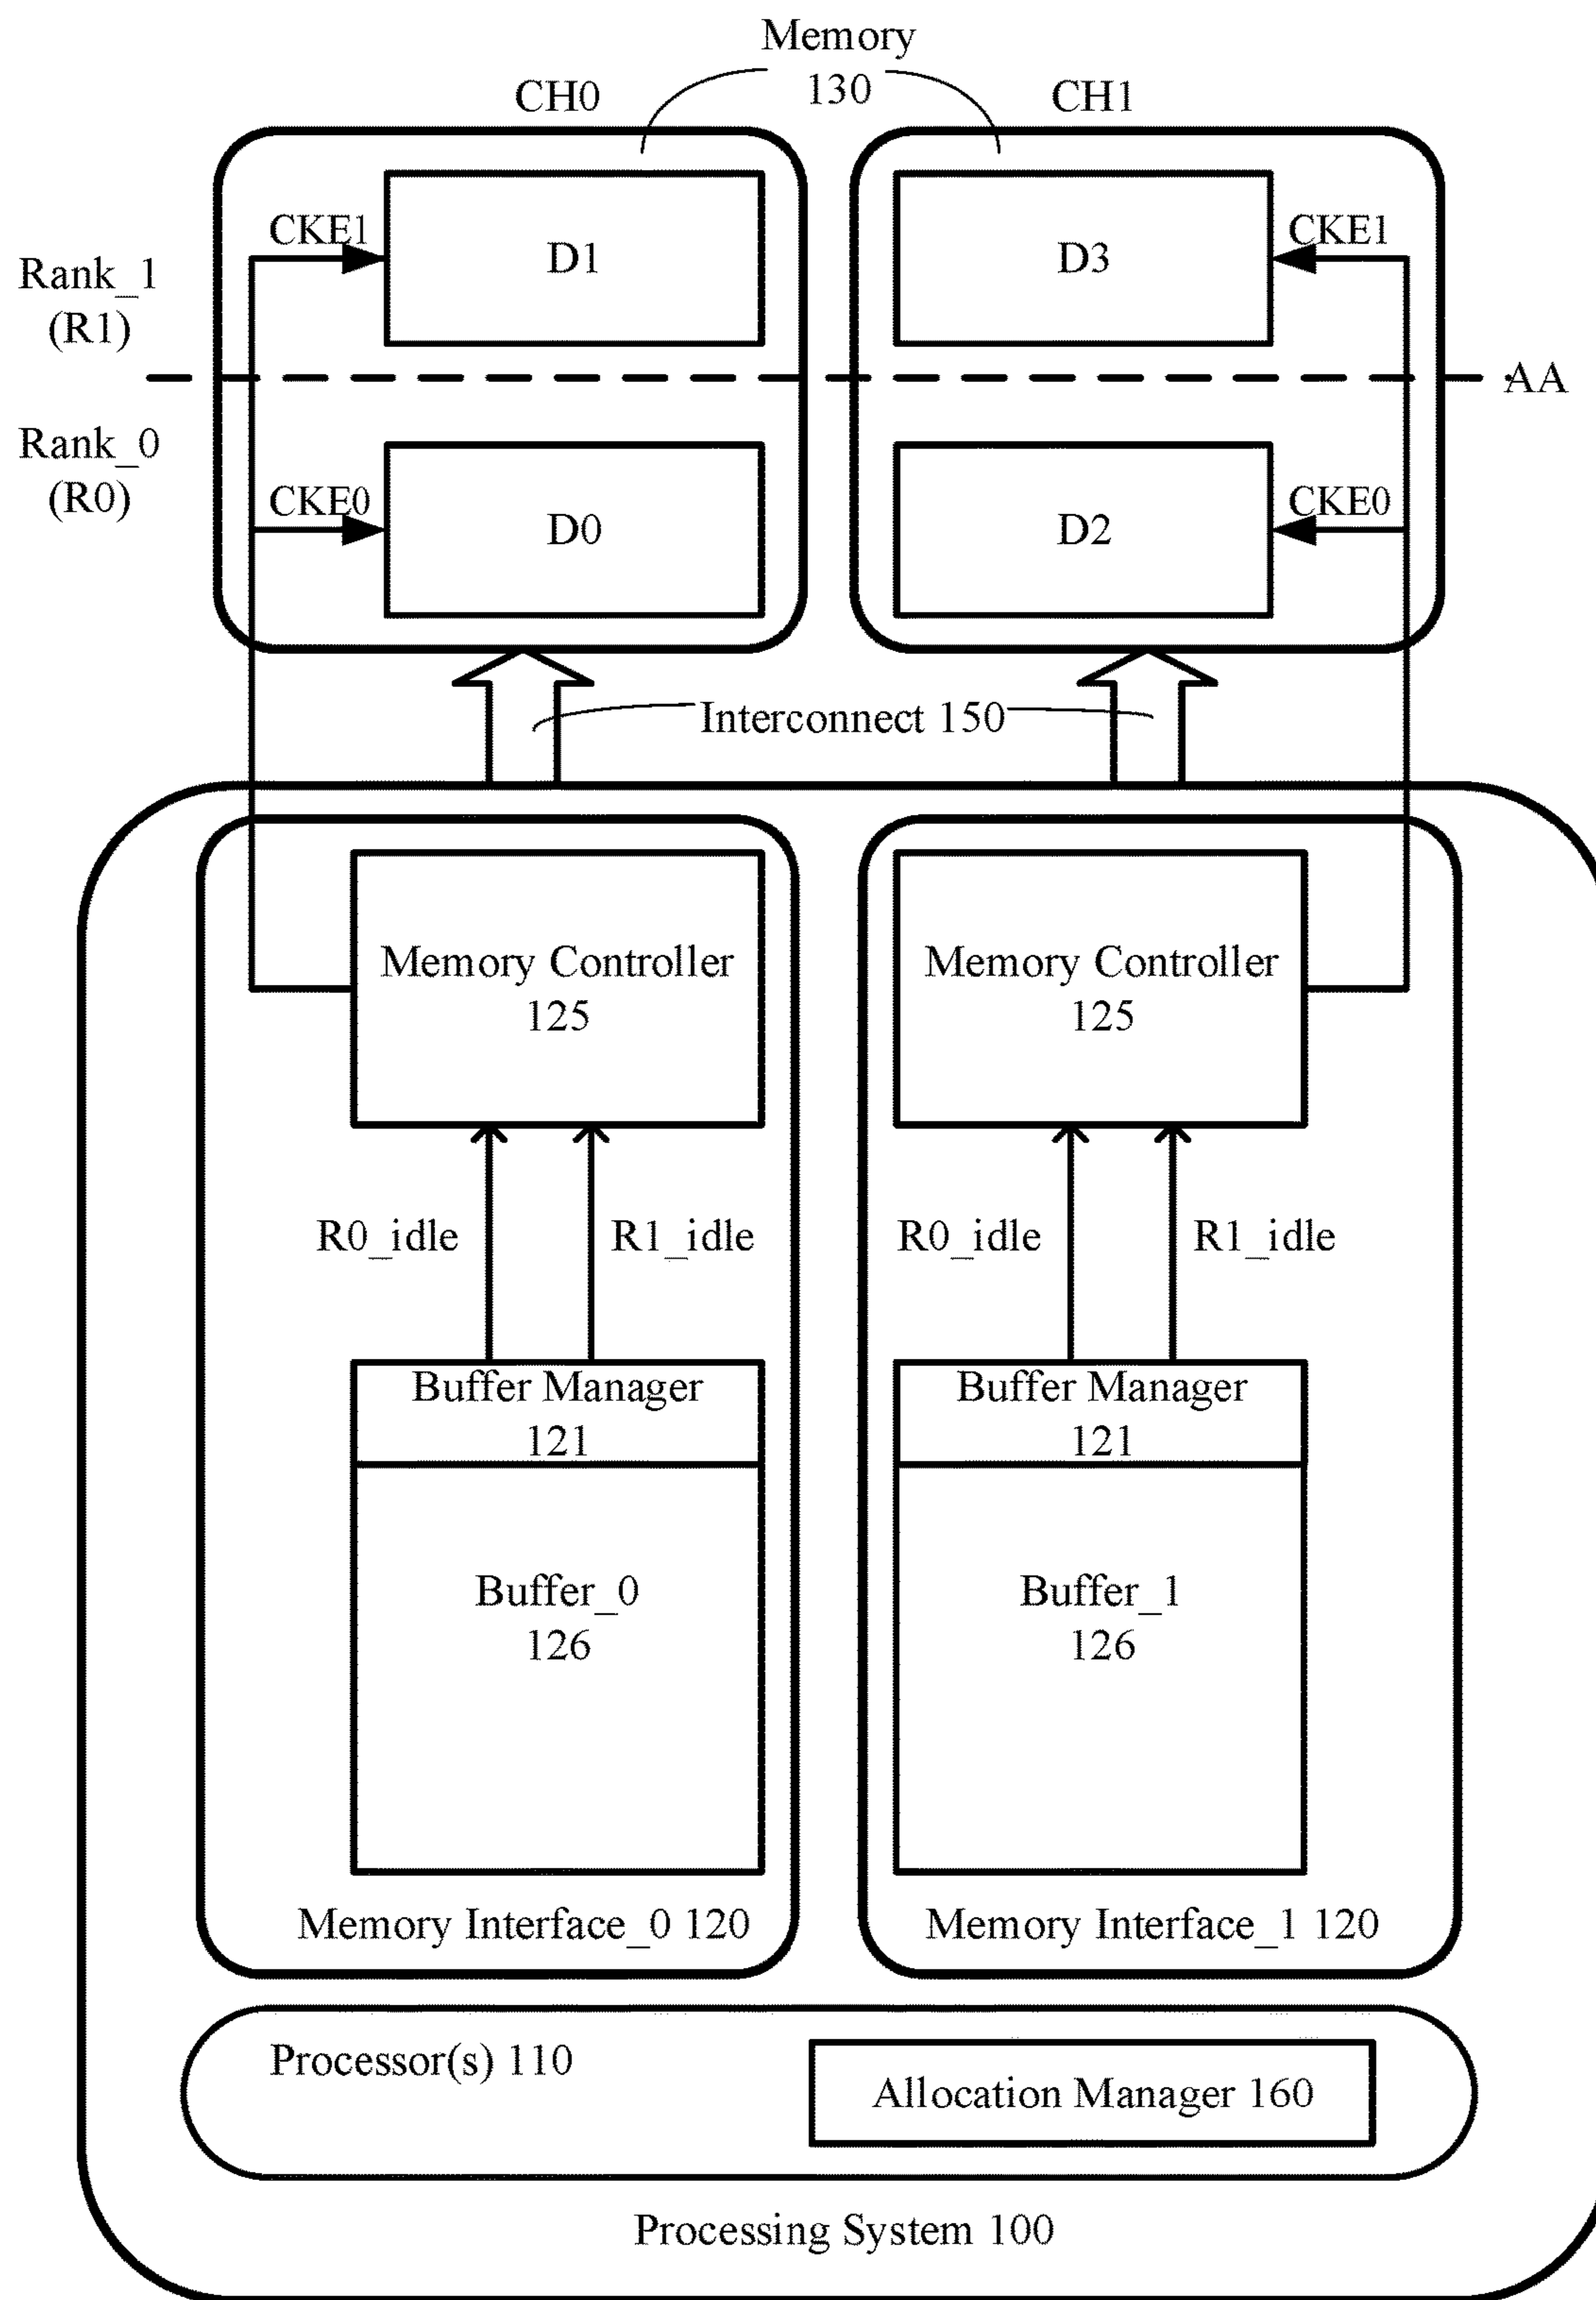 Memory
130
CH0
CH1
CKE1
D1
D3
CKE1
Rank_1
(R1)
AA
Rank_0
(R0)
CKE0
D0
D2
CKE0
Interconnect 150
Memory Controller
125
Memory Controller
125
R0_idle
R1_idle
R0_idle
R1_idle
Buffer Manager
121
Buffer Manager
121
Buffer_0
126
Buffer_1
126
Memory Interface_0 120
Memory Interface_1 120
Processor(s) 110
Allocation Manager 160
Processing System 100